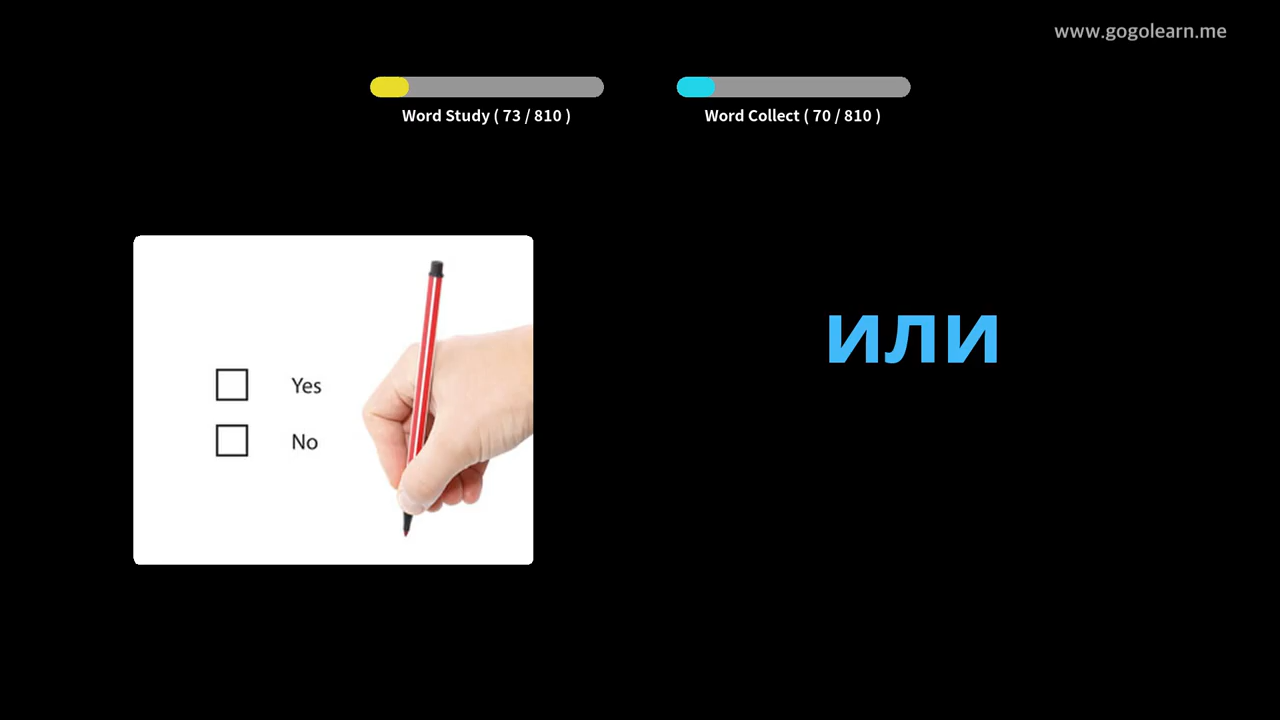 www.gogolearn.me
Word Study ( 73 / 810 )
Word Collect ( 70 / 810 )
или
Yes
No